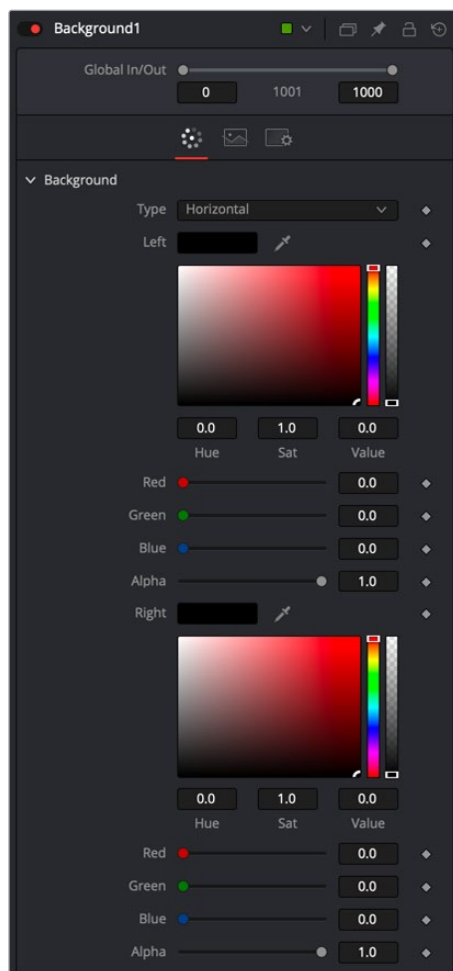 Background1
Global In/Out
0 1001 1000
Background
Type Horizontal
Left
0.0 1.0 0.0
Hue Sat Value
Red 0.0
Green 0.0
Blue 0.0
Alpha 1.0
Right
0.0 1.0 0.0
Hue Sat Value
Red 0.0
Green 0.0
Blue 0.0
Alpha 1.0